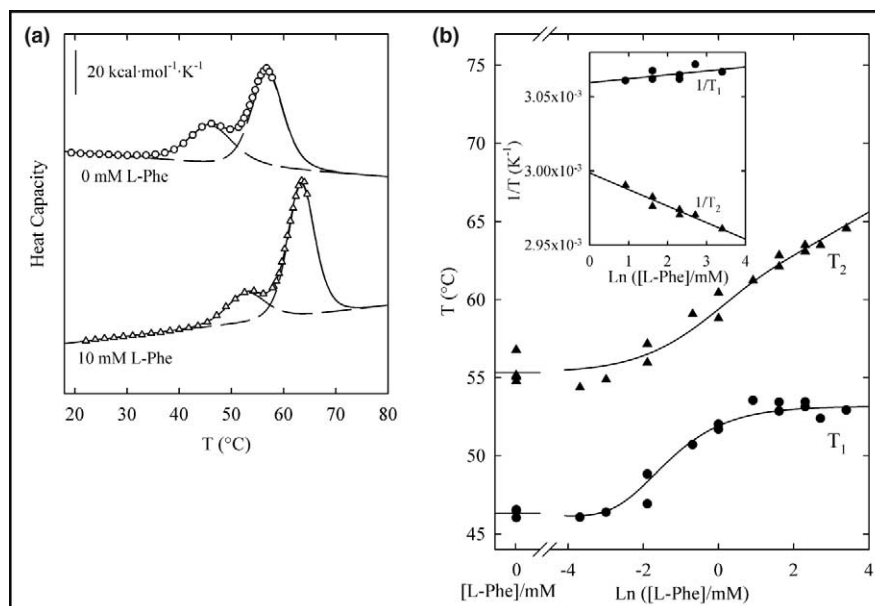 (a)
20 kcal·mol⁻¹·K⁻¹
0 mM L-Phe
10 mM L-Phe
Heat Capacity
20 30 40 50 60 70 80
T (°C)
(b)
75
70
65
60
55
50
45
T (°C)
3.05x10⁻³
3.00x10⁻³
2.95x10⁻³
1/T (K⁻¹)
1/T₁
1/T₂
0 1 2 3 4
Ln ([L-Phe]/mM)
T₂
T₁
0 -4 -2 0 2 4
[L-Phe]/mM Ln ([L-Phe]/mM)